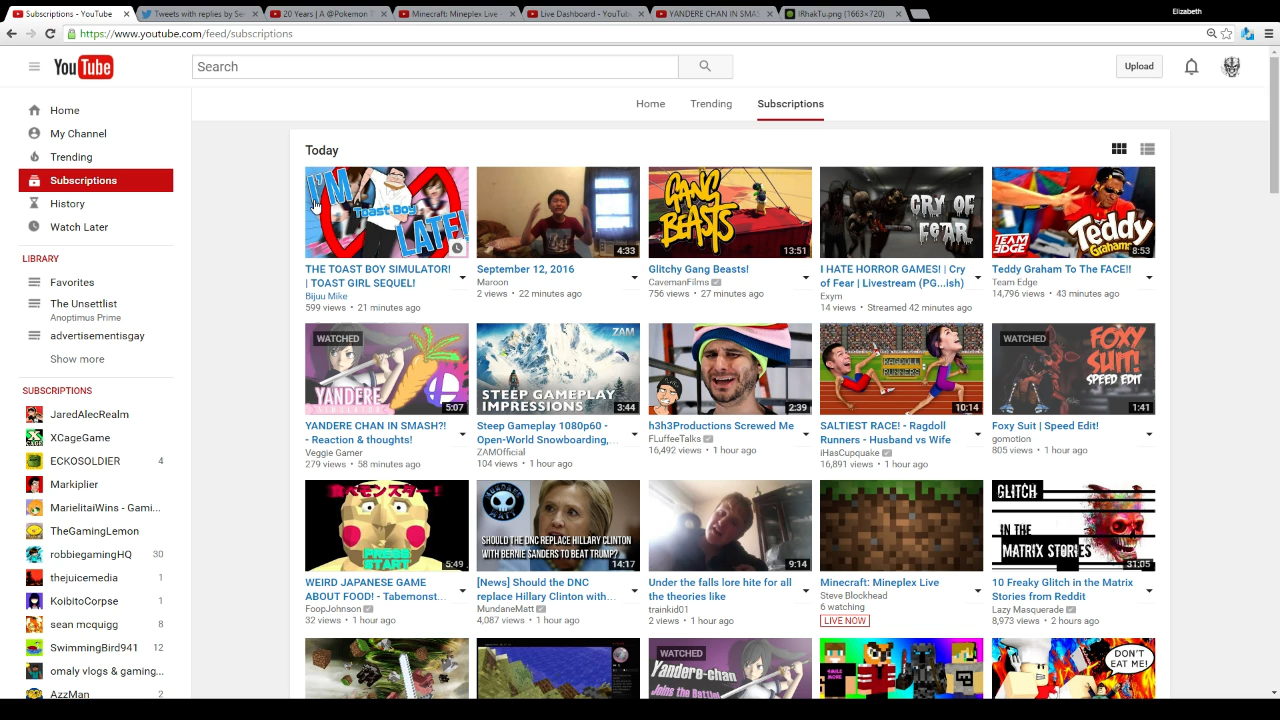 Subscriptions - YouTube
Tweets with replies by Se
20 Years | A @Pokemon T
Minecraft: Mineplex Live -
Live Dashboard - YouTube
YANDERE CHAN IN SMAS
lRhakTu.png (1663×720)
Elizabeth
https://www.youtube.com/feed/subscriptions
YouTube
Search
Upload
Home
Trending
Subscriptions
Home
My Channel
Trending
Subscriptions
History
Watch Later
LIBRARY
Favorites
The Unsettlist
Anoptimus Prime
advertisementisgay
Show more
SUBSCRIPTIONS
JaredAlecRealm
XCageGame
ECKOSOLDIER 4
Markiplier
MarielitaiWins - Gami...
TheGamingLemon
robbiegamingHQ 30
thejuicemedia 1
KoibitoCorpse 1
sean mcquigg 8
SwimmingBird941 12
omaly vlogs & gaming...
AzzMan 2
Today
I'M
Toast Boy
LATE!
THE TOAST BOY SIMULATOR!
| TOAST GIRL SEQUEL!
Bijuu Mike
599 views • 21 minutes ago
4:33
September 12, 2016
Maroon
2 views • 22 minutes ago
GANG
BEASTS
13:51
Glitchy Gang Beasts!
CavemanFilms
756 views • 27 minutes ago
CRY OF
FEAR
I HATE HORROR GAMES! | Cry
of Fear | Livestream (PG...ish)
Exym
14 views • Streamed 42 minutes ago
TEAM
EDGE
Teddy
Grahams
8:53
Teddy Graham To The FACE!!
Team Edge
14,796 views • 43 minutes ago
WATCHED
YANDERE
5:07
YANDERE CHAN IN SMASH?!
- Reaction & thoughts!
Veggie Gamer
279 views • 58 minutes ago
ZAM
STEEP GAMEPLAY
IMPRESSIONS
3:44
Steep Gameplay 1080p60 -
Open-World Snowboarding,...
ZAMOfficial
104 views • 1 hour ago
2:39
h3h3Productions Screwed Me
FLuffeeTalks
16,492 views • 1 hour ago
RAGDOLL
RUNNERS
10:14
SALTIEST RACE! - Ragdoll
Runners - Husband vs Wife
iHasCupquake
16,891 views • 1 hour ago
WATCHED
FOXY
SUIT!
SPEED EDIT
1:41
Foxy Suit | Speed Edit!
gomotion
805 views • 1 hour ago
PRESS
START
5:49
WEIRD JAPANESE GAME
ABOUT FOOD! - Tabemonst...
FoopJohnson
32 views • 1 hour ago
MUNDANE
MATT
SHOULD THE DNC REPLACE HILLARY CLINTON
WITH BERNIE SANDERS TO BEAT TRUMP?
14:17
[News] Should the DNC
replace Hillary Clinton with...
MundaneMatt
4,087 views • 1 hour ago
9:14
Under the falls lore hite for all
the theories like
trainkid01
2 views • 1 hour ago
Minecraft: Mineplex Live
Steve Blockhead
6 watching
LIVE NOW
GLITCH
IN THE
MATRIX STORIES
31:05
10 Freaky Glitch in the Matrix
Stories from Reddit
Lazy Masquerade
8,973 views • 2 hours ago
WATCHED
Yandere-chan
Joins the Battle
DON'T
EAT ME!